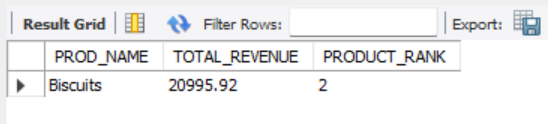 Result Grid Filter Rows: Export:
PROD_NAME TOTAL_REVENUE PRODUCT_RANK
Biscuits 20995.92 2